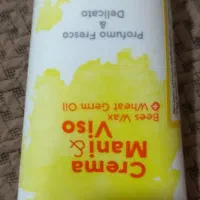 Crema
Mani&
Viso
Bees Wax
e Wheat Germ Oil
Profumo Fresco
&
Delicato